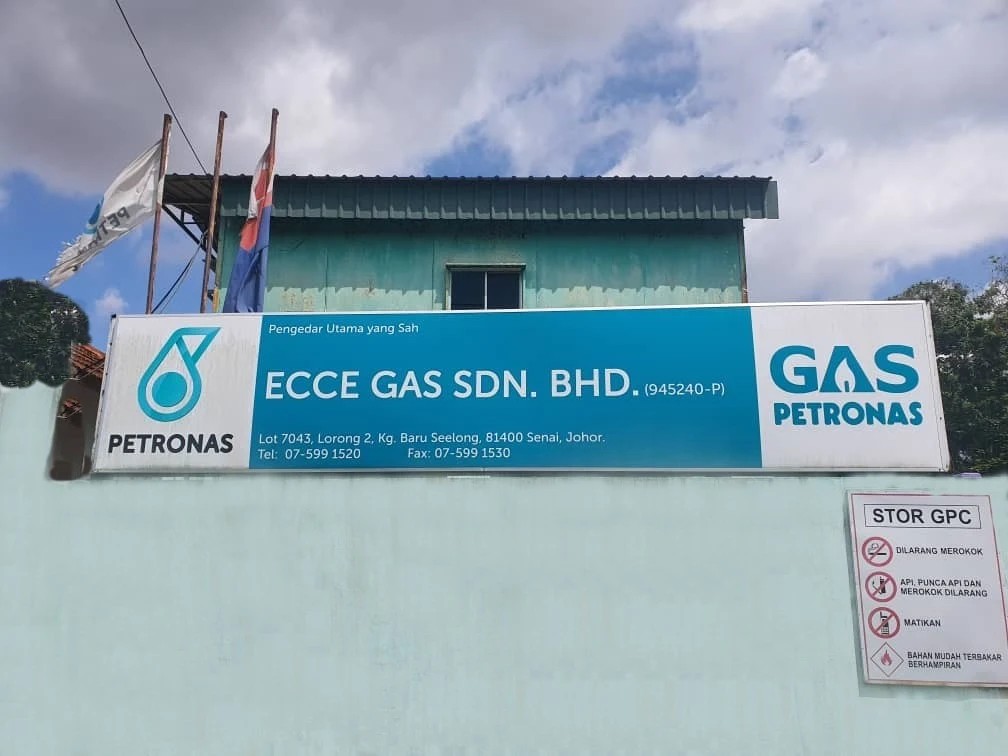 PETRONAS
Pengedar Utama yang Sah
ECCE GAS SDN. BHD. (945240-P)
Lot 7043, Lorong 2, Kg. Baru Seelong, 81400 Senai, Johor.
Tel: 07-599 1520 Fax: 07-599 1530
GAS
PETRONAS
STOR GPC
DILARANG MEROKOK
API, PUNCA API DAN
MEROKOK DILARANG
MATIKAN
BAHAN MUDAH TERBAKAR
BERHAMPIRAN